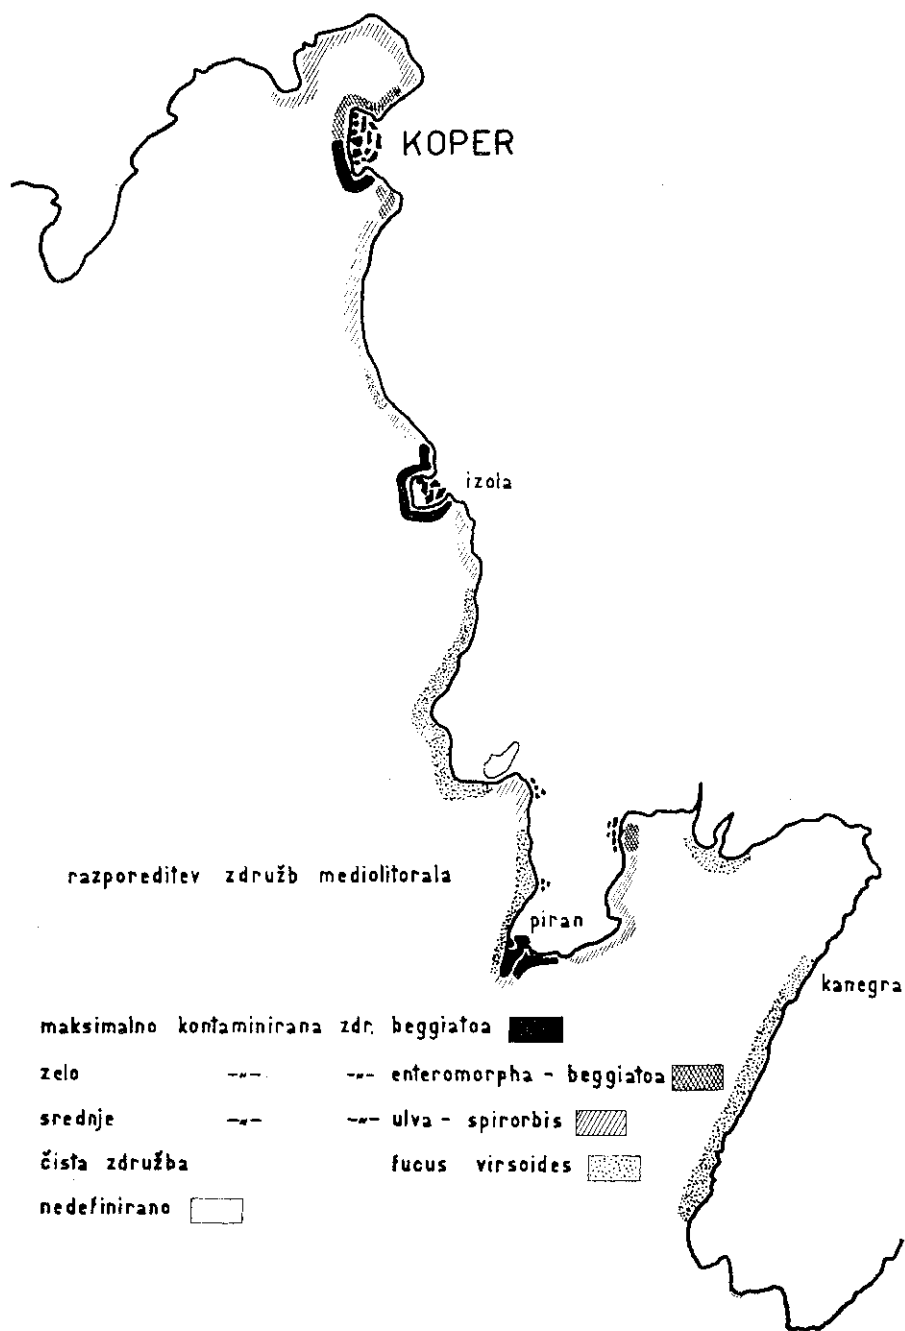 KOPER
izola
razporeditev združb mediolitorala
piran
kanegra
maksimalno kontaminirana zdr. beggiatoa
zelo -"- -"- enteromorpha - beggiatoa
srednje -"- -"- ulva - spirorbis
čista združba fucus virsoides
nedefinirano